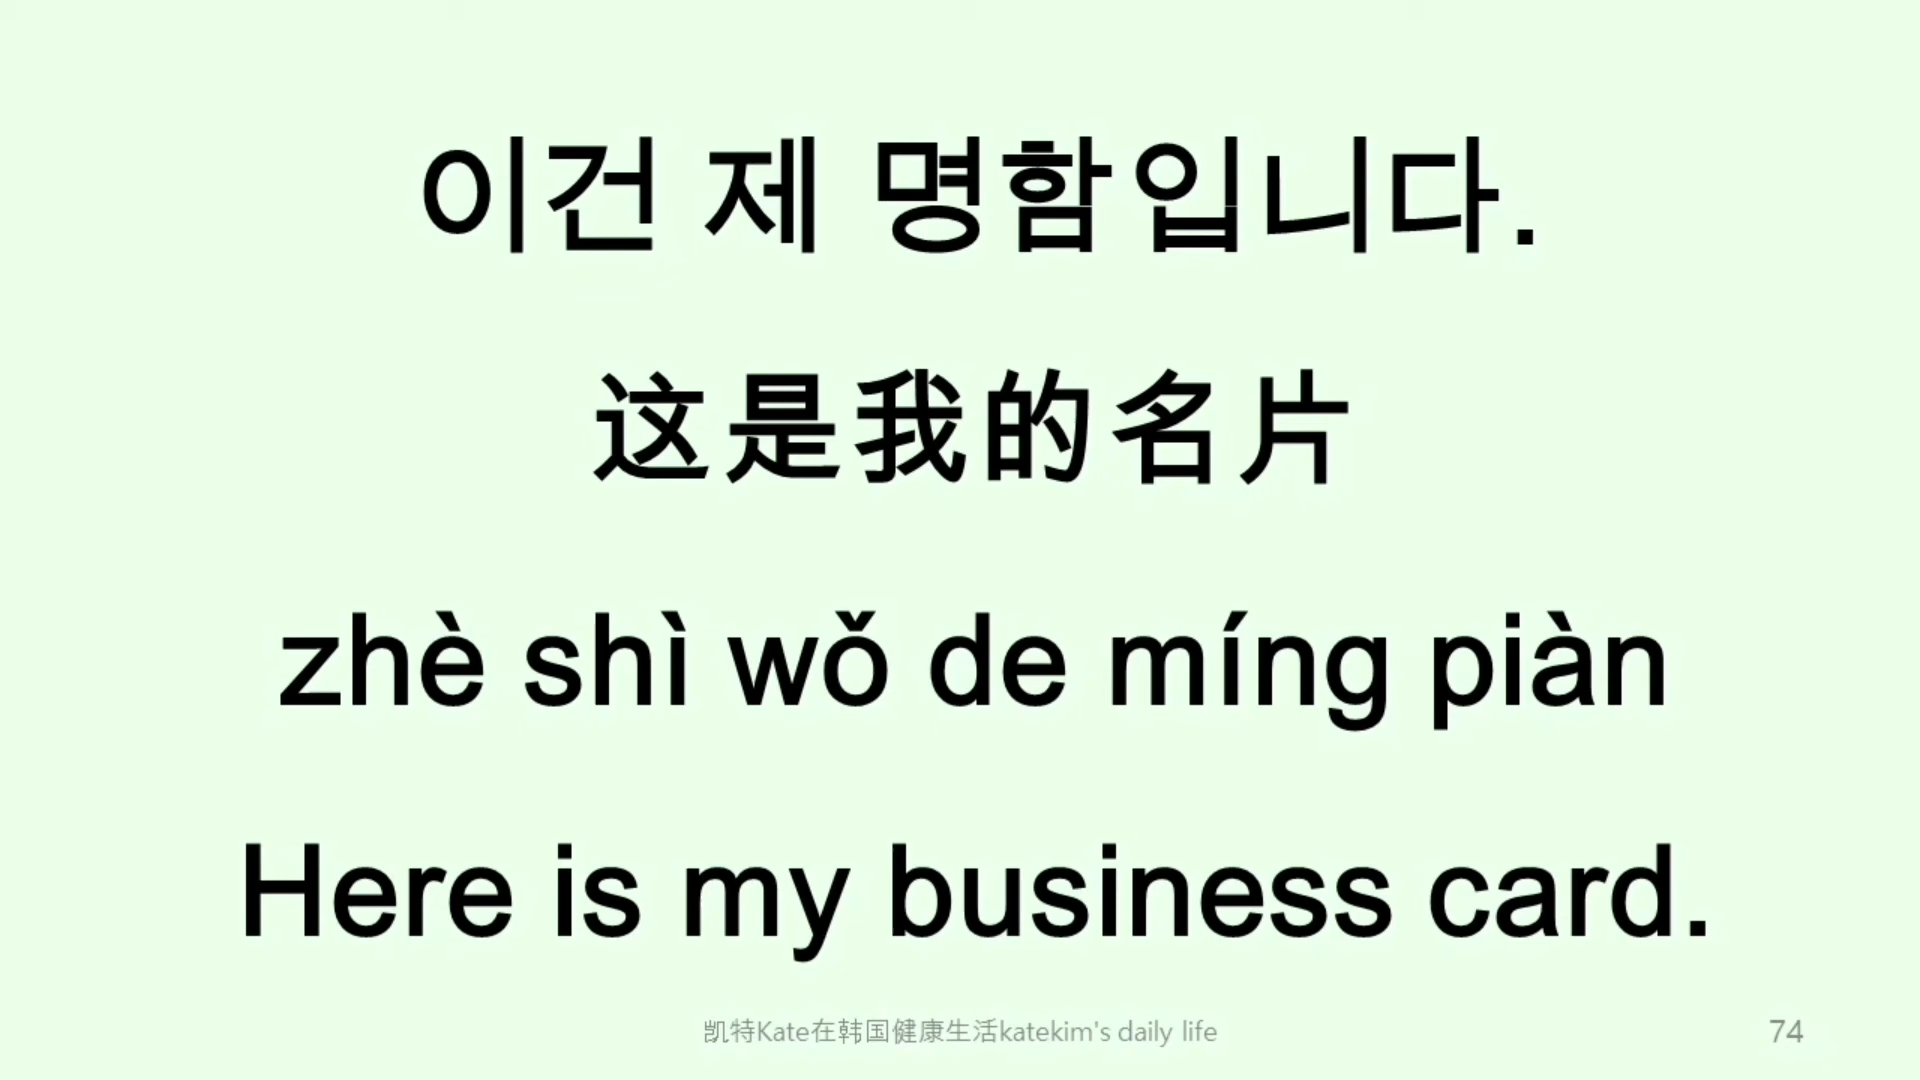 이건 제 명함입니다.
这是我的名片
zhè shì wǒ de míng piàn
Here is my business card.
凯特Kate在韩国健康生活katekim's daily life
74